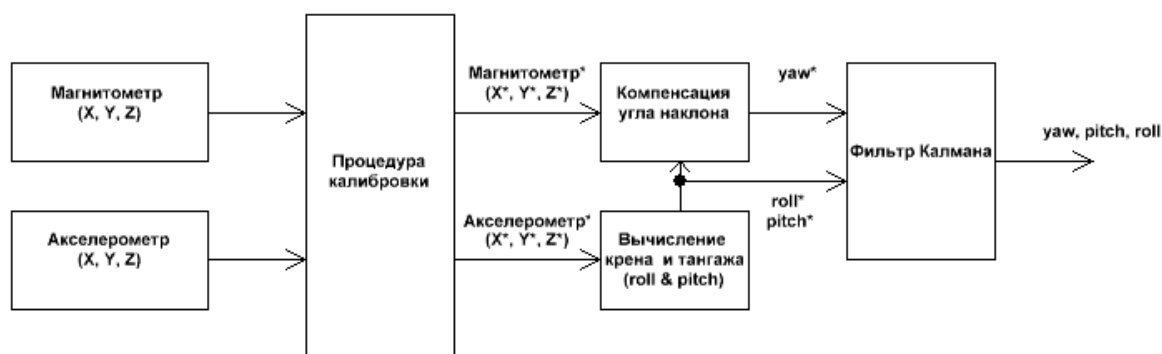 Магнитометр
(X, Y, Z)
Акселерометр
(X, Y, Z)
Процедура
калибровки
Магнитометр*
(X*, Y*, Z*)
Акселерометр*
(X*, Y*, Z*)
Компенсация
угла наклона
Вычисление
крена и тангажа
(roll & pitch)
yaw*
roll*
pitch*
Фильтр Калмана
yaw, pitch, roll